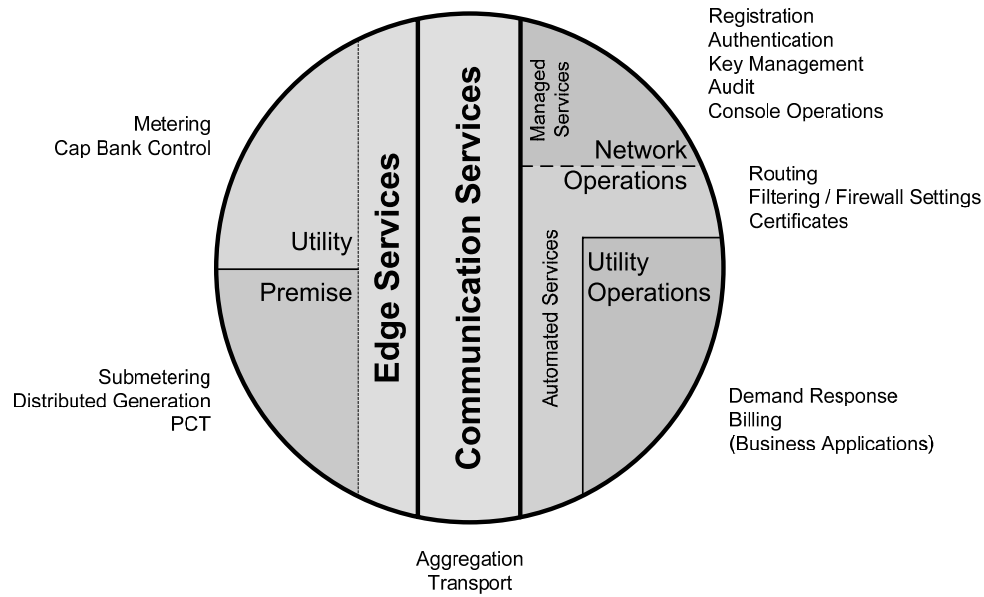 Registration
Authentication
Key Management
Audit
Console Operations
Metering
Cap Bank Control
Managed
Services
Network
Operations
Routing
Filtering / Firewall Settings
Certificates
Edge Services
Communication Services
Utility
Premise
Automated Services
Utility
Operations
Submetering
Distributed Generation
PCT
Demand Response
Billing
(Business Applications)
Aggregation
Transport